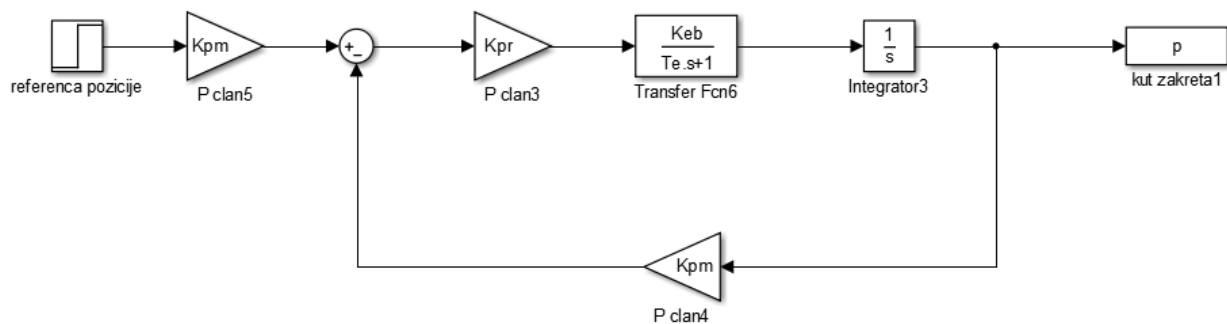 Kpm
referenca pozicije
P clan5
+
-
Kpr
P clan3
Keb
Te.s+1
Transfer Fcn6
1
s
Integrator3
p
kut zakreta1
Kpm
P clan4